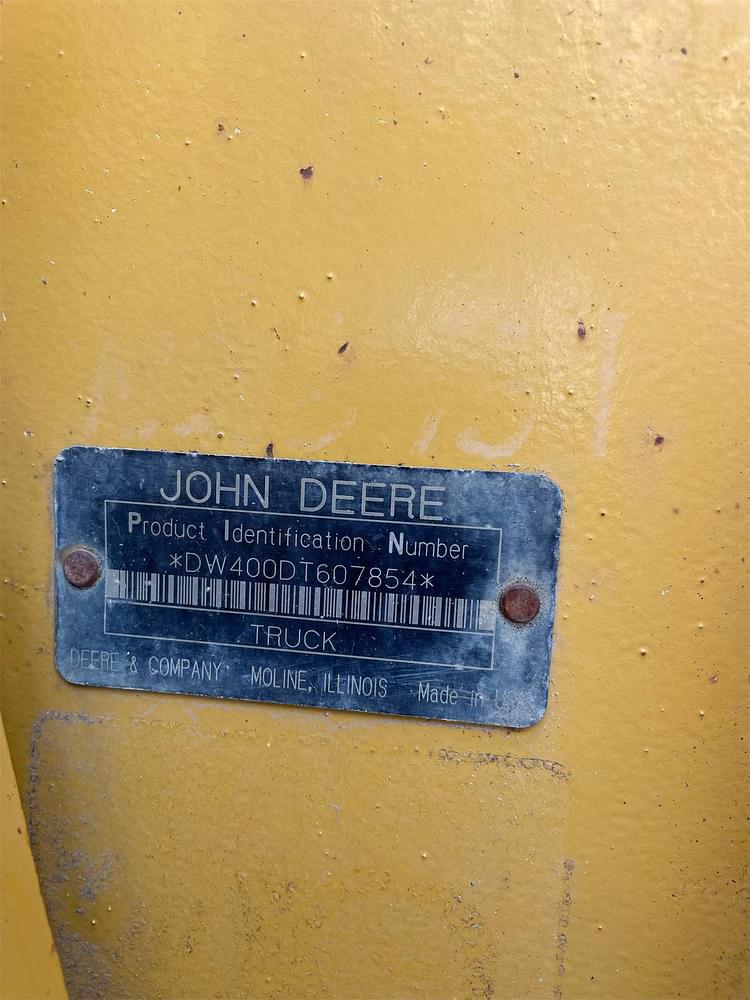 JOHN DEERE
Product Identification Number
*DW400DT607854*
TRUCK
DEERE & COMPANY MOLINE, ILLINOIS Made in